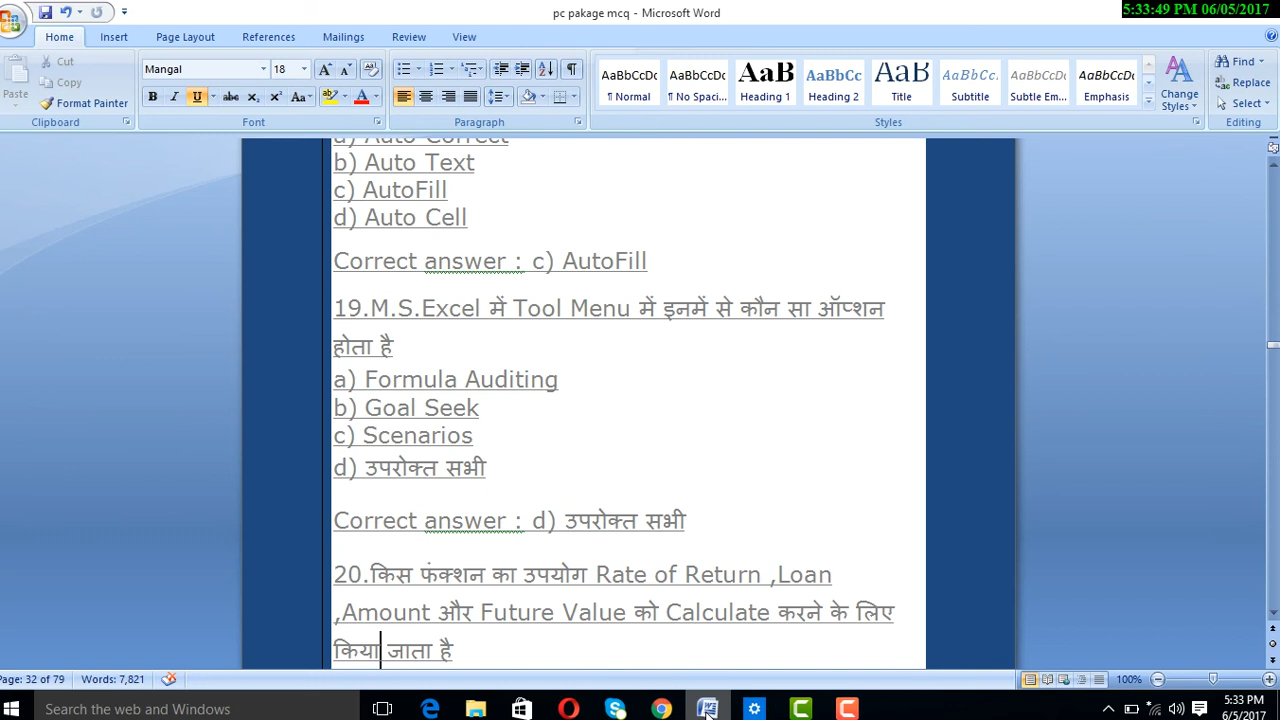 pc pakage mcq - Microsoft Word
5:33:49 PM 06/05/2017
Home Insert Page Layout References Mailings Review View
Paste
Cut
Copy
Format Painter
Clipboard
Mangal 18
Font
Paragraph
AaBbCcDc AaBbCcDc AaB AaBbCc AaB AaBbCcI AaBbCcDc AaBbCcDc
¶ Normal ¶ No Spaci... Heading 1 Heading 2 Title Subtitle Subtle Em... Emphasis
Change Styles
Styles
Find
Replace
Select
Editing
a) Auto Correct
b) Auto Text
c) AutoFill
d) Auto Cell
Correct answer : c) AutoFill
19.M.S.Excel में Tool Menu में इनमें से कौन सा ऑप्शन
होता है
a) Formula Auditing
b) Goal Seek
c) Scenarios
d) उपरोक्त सभी
Correct answer : d) उपरोक्त सभी
20.किस फंक्शन का उपयोग Rate of Return ,Loan
,Amount और Future Value को Calculate करने के लिए
किया जाता है
Page: 32 of 79 Words: 7,821 100%
Search the web and Windows
5:33 PM
6/5/2017